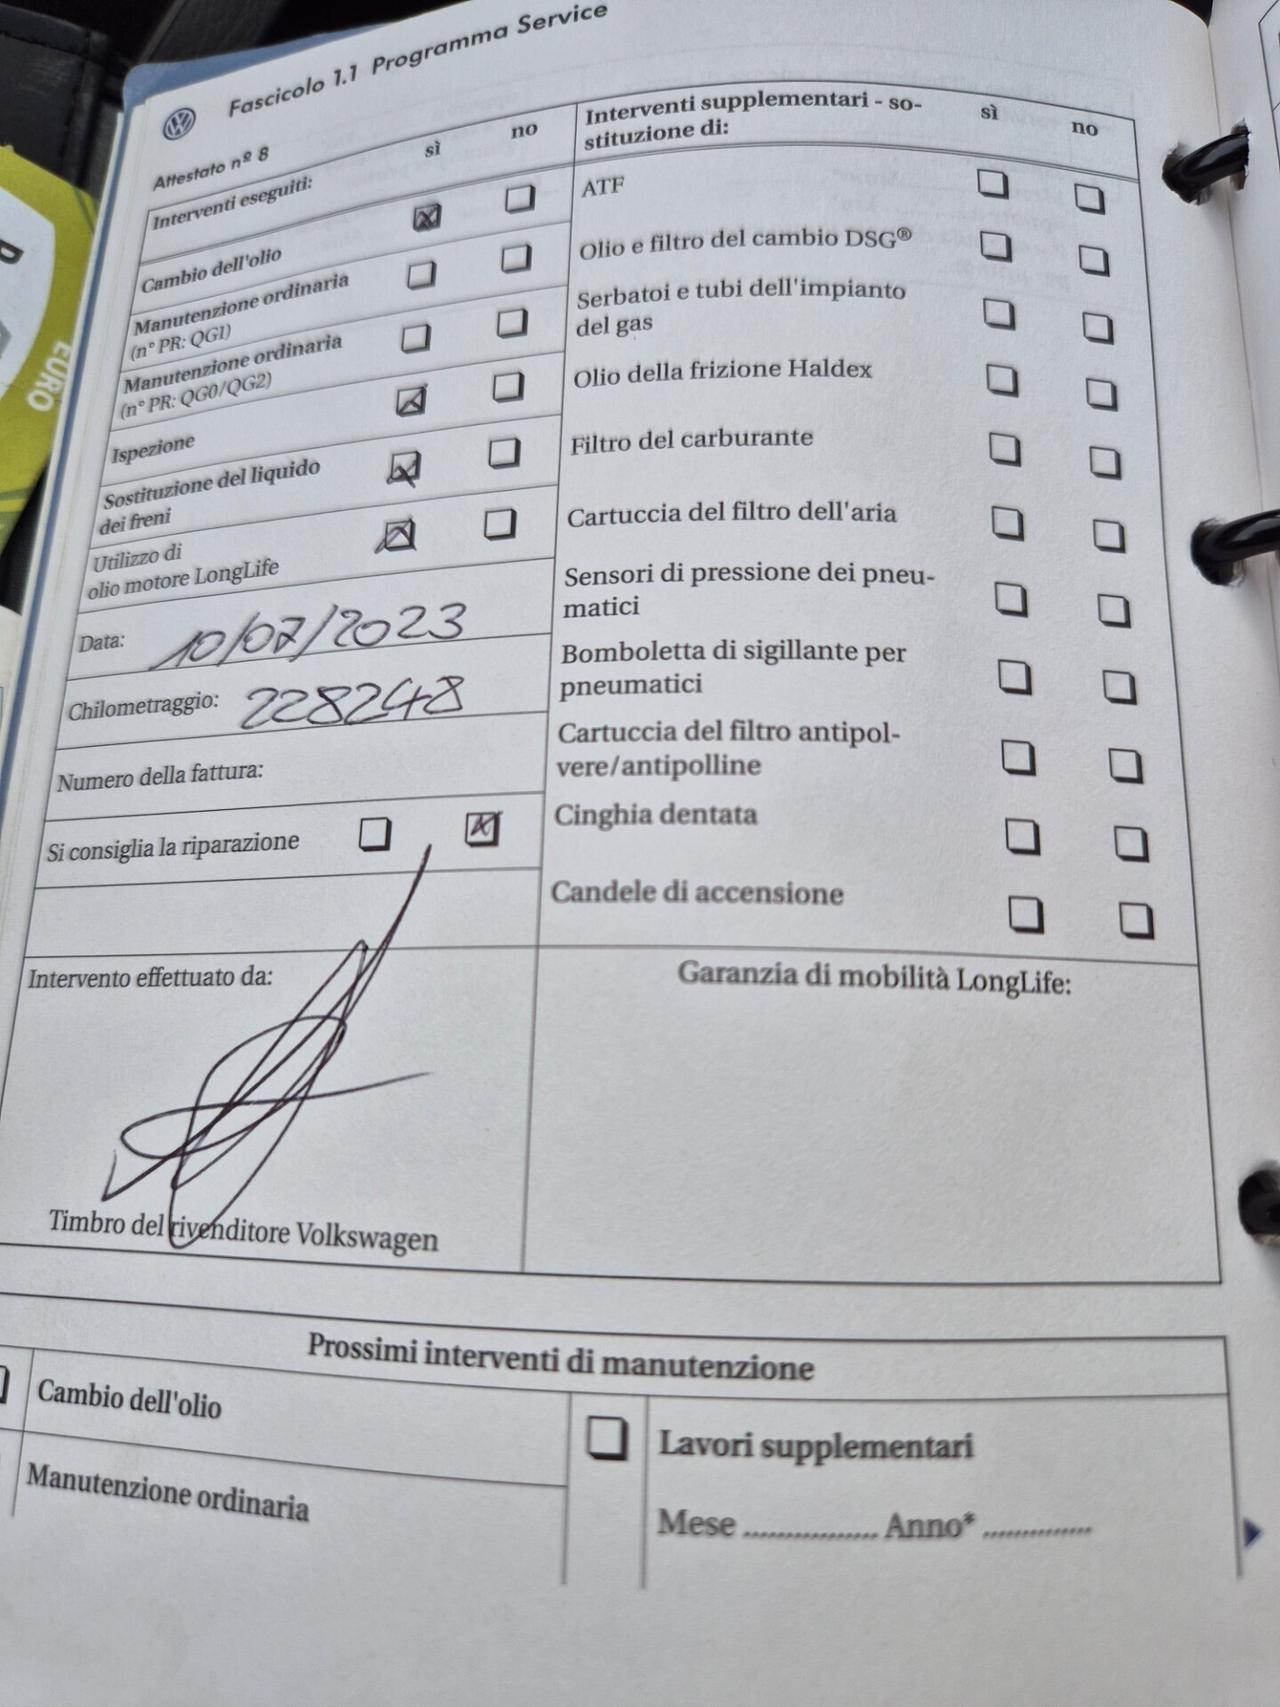 Fascicolo 1.1 Programma Service
Attestato nº 8
Interventi eseguiti:
sì
no
Cambio dell'olio
Manutenzione ordinaria
(n° PR: QG1)
Manutenzione ordinaria
(n° PR: QG0/QG2)
Ispezione
Sostituzione del liquido
dei freni
Utilizzo di
olio motore LongLife
Data: 10/07/2023
Chilometraggio: 228248
Numero della fattura:
Si consiglia la riparazione
Intervento effettuato da:
Timbro del rivenditore Volkswagen
Interventi supplementari - so-
stituzione di:
sì
no
ATF
Olio e filtro del cambio DSG®
Serbatoi e tubi dell'impianto
del gas
Olio della frizione Haldex
Filtro del carburante
Cartuccia del filtro dell'aria
Sensori di pressione dei pneu-
matici
Bomboletta di sigillante per
pneumatici
Cartuccia del filtro antipol-
vere/antipolline
Cinghia dentata
Candele di accensione
Garanzia di mobilità LongLife:
Prossimi interventi di manutenzione
Cambio dell'olio
Manutenzione ordinaria
Lavori supplementari
Mese ................ Anno* ..............
EURO